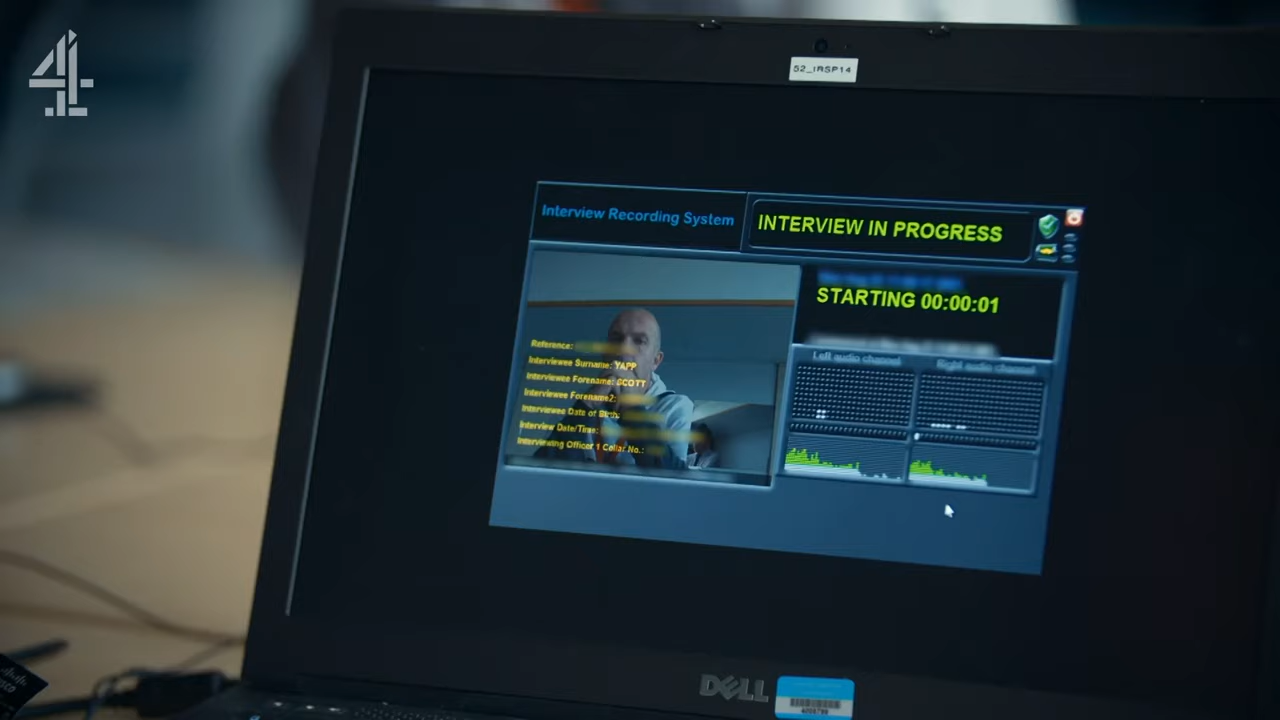 4
52_IRSP14
Interview Recording System
INTERVIEW IN PROGRESS
STARTING 00:00:01
Reference:
Interviewee Surname: YAPP
Interviewee Forename: SCOTT
Interviewee Forename2:
Interviewee Date of Birth:
Interview Date/Time:
Interviewing Officer 1 Collar No.:
Left audio channel
Right audio channel
DELL
cisco